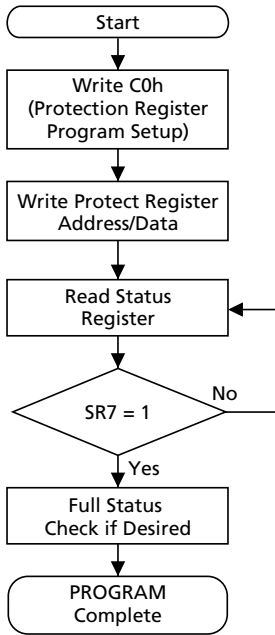 Start
Write C0h
(Protection Register
Program Setup)
Write Protect Register
Address/Data
Read Status
Register
SR7 = 1
No
Yes
Full Status
Check if Desired
PROGRAM
Complete